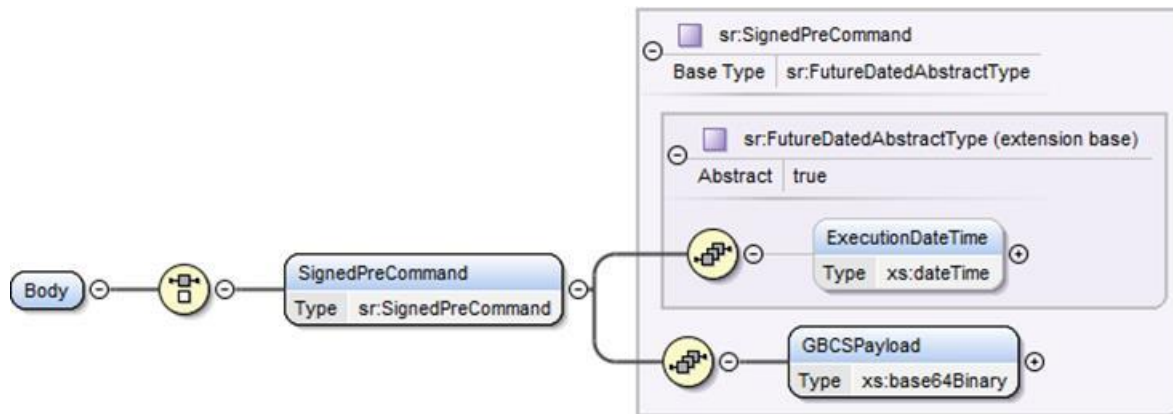 sr:SignedPreCommand
Base Type sr:FutureDatedAbstractType
sr:FutureDatedAbstractType (extension base)
Abstract true
ExecutionDateTime
Type xs:dateTime
Body
SignedPreCommand
Type sr:SignedPreCommand
GBCSPayload
Type xs:base64Binary